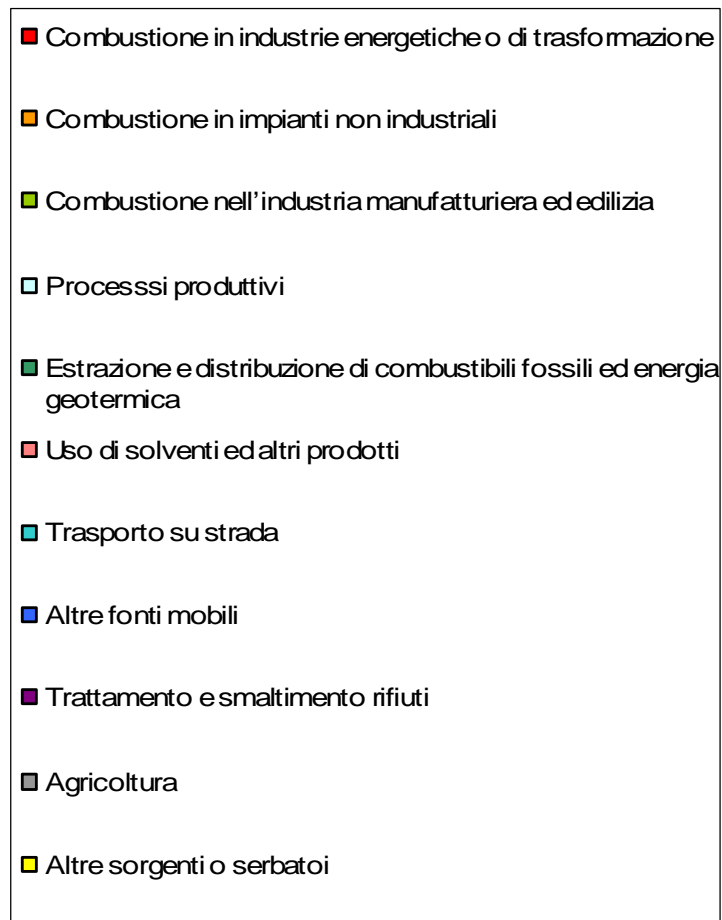 Combustione in industrie energetiche o di trasformazione
Combustione in impianti non industriali
Combustione nell'industria manufatturiera ed edilizia
Processsi produttivi
Estrazione e distribuzione di combustibili fossili ed energia
geotermica
Uso di solventi ed altri prodotti
Trasporto su strada
Altre fonti mobili
Trattamento e smaltimento rifiuti
Agricoltura
Altre sorgenti o serbatoi